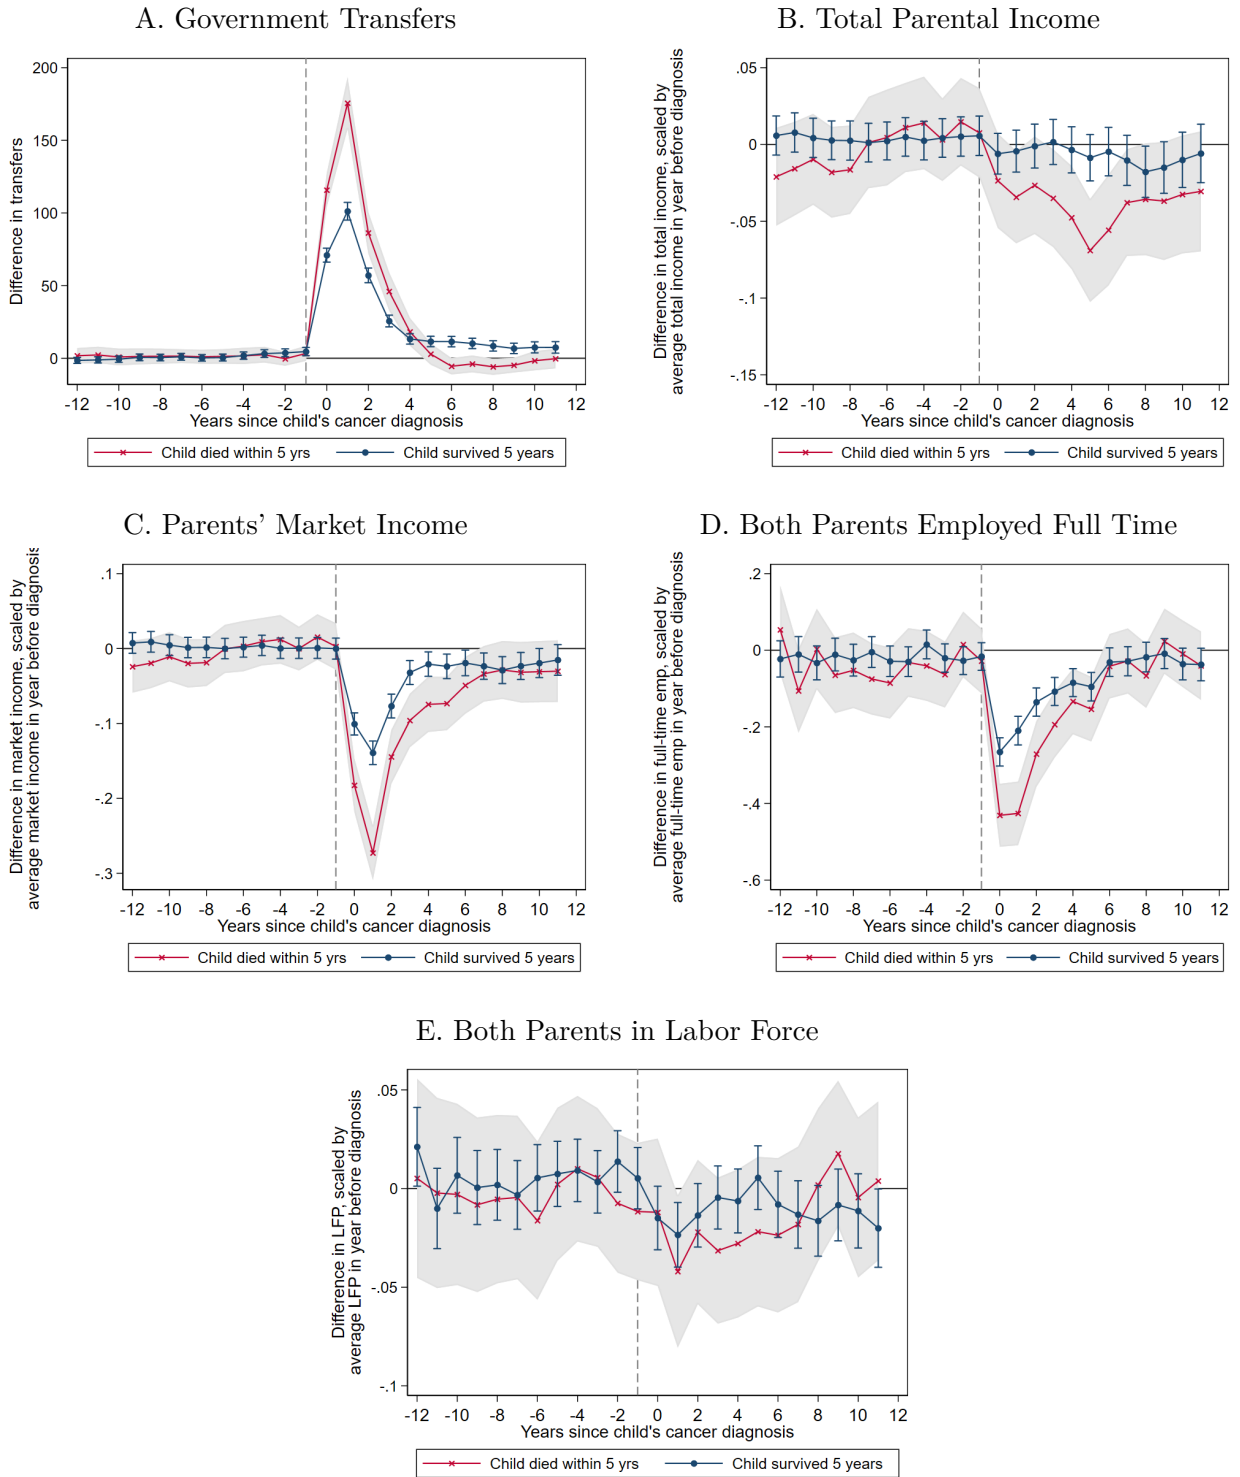 A. Government Transfers
Difference in transfers
200
150
100
50
0
-12 -10 -8 -6 -4 -2 0 2 4 6 8 10 12
Years since child's cancer diagnosis
Child died within 5 yrs Child survived 5 years
B. Total Parental Income
Difference in total income, scaled by
average total income in year before diagnosis
.05
0
-.05
-.1
-.15
-12 -10 -8 -6 -4 -2 0 2 4 6 8 10 12
Years since child's cancer diagnosis
Child died within 5 yrs Child survived 5 years
C. Parents' Market Income
Difference in market income, scaled by
average market income in year before diagnosis
.1
0
-.1
-.2
-.3
-12 -10 -8 -6 -4 -2 0 2 4 6 8 10 12
Years since child's cancer diagnosis
Child died within 5 yrs Child survived 5 years
D. Both Parents Employed Full Time
Difference in full-time emp, scaled by
average full-time emp in year before diagnosis
.2
0
-.2
-.4
-.6
-12 -10 -8 -6 -4 -2 0 2 4 6 8 10 12
Years since child's cancer diagnosis
Child died within 5 yrs Child survived 5 years
E. Both Parents in Labor Force
Difference in LFP, scaled by
average LFP in year before diagnosis
.05
0
-.05
-.1
-12 -10 -8 -6 -4 -2 0 2 4 6 8 10 12
Years since child's cancer diagnosis
Child died within 5 yrs Child survived 5 years